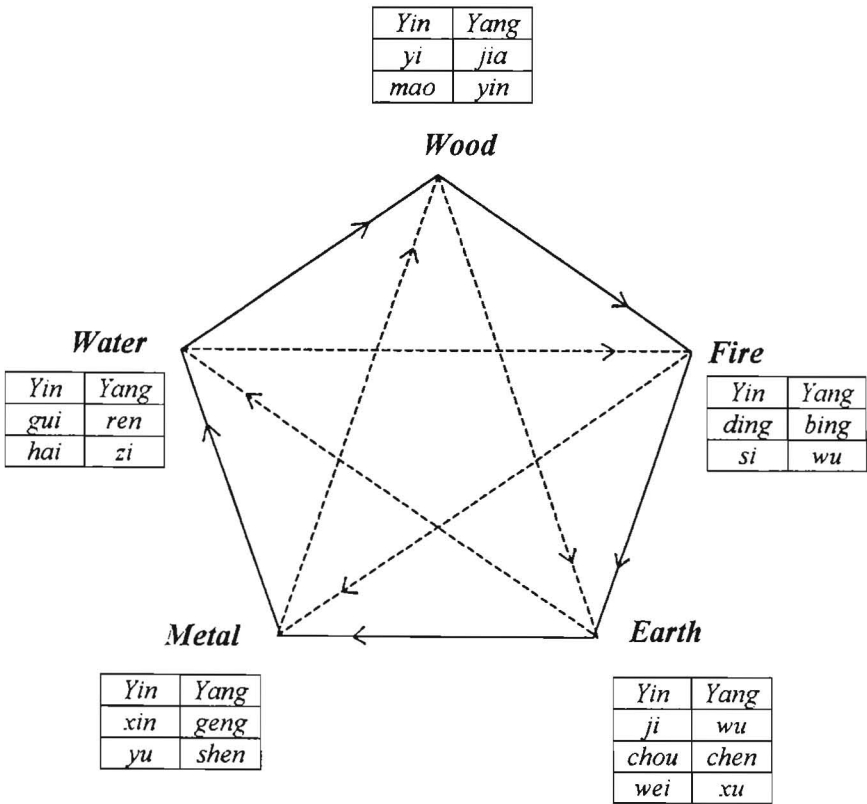 Yin Yang
yi jia
mao yin
Wood
Water
Yin Yang
gui ren
hai zi
Fire
Yin Yang
ding bing
si wu
Metal
Yin Yang
xin geng
yu shen
Earth
Yin Yang
ji wu
chou chen
wei xu